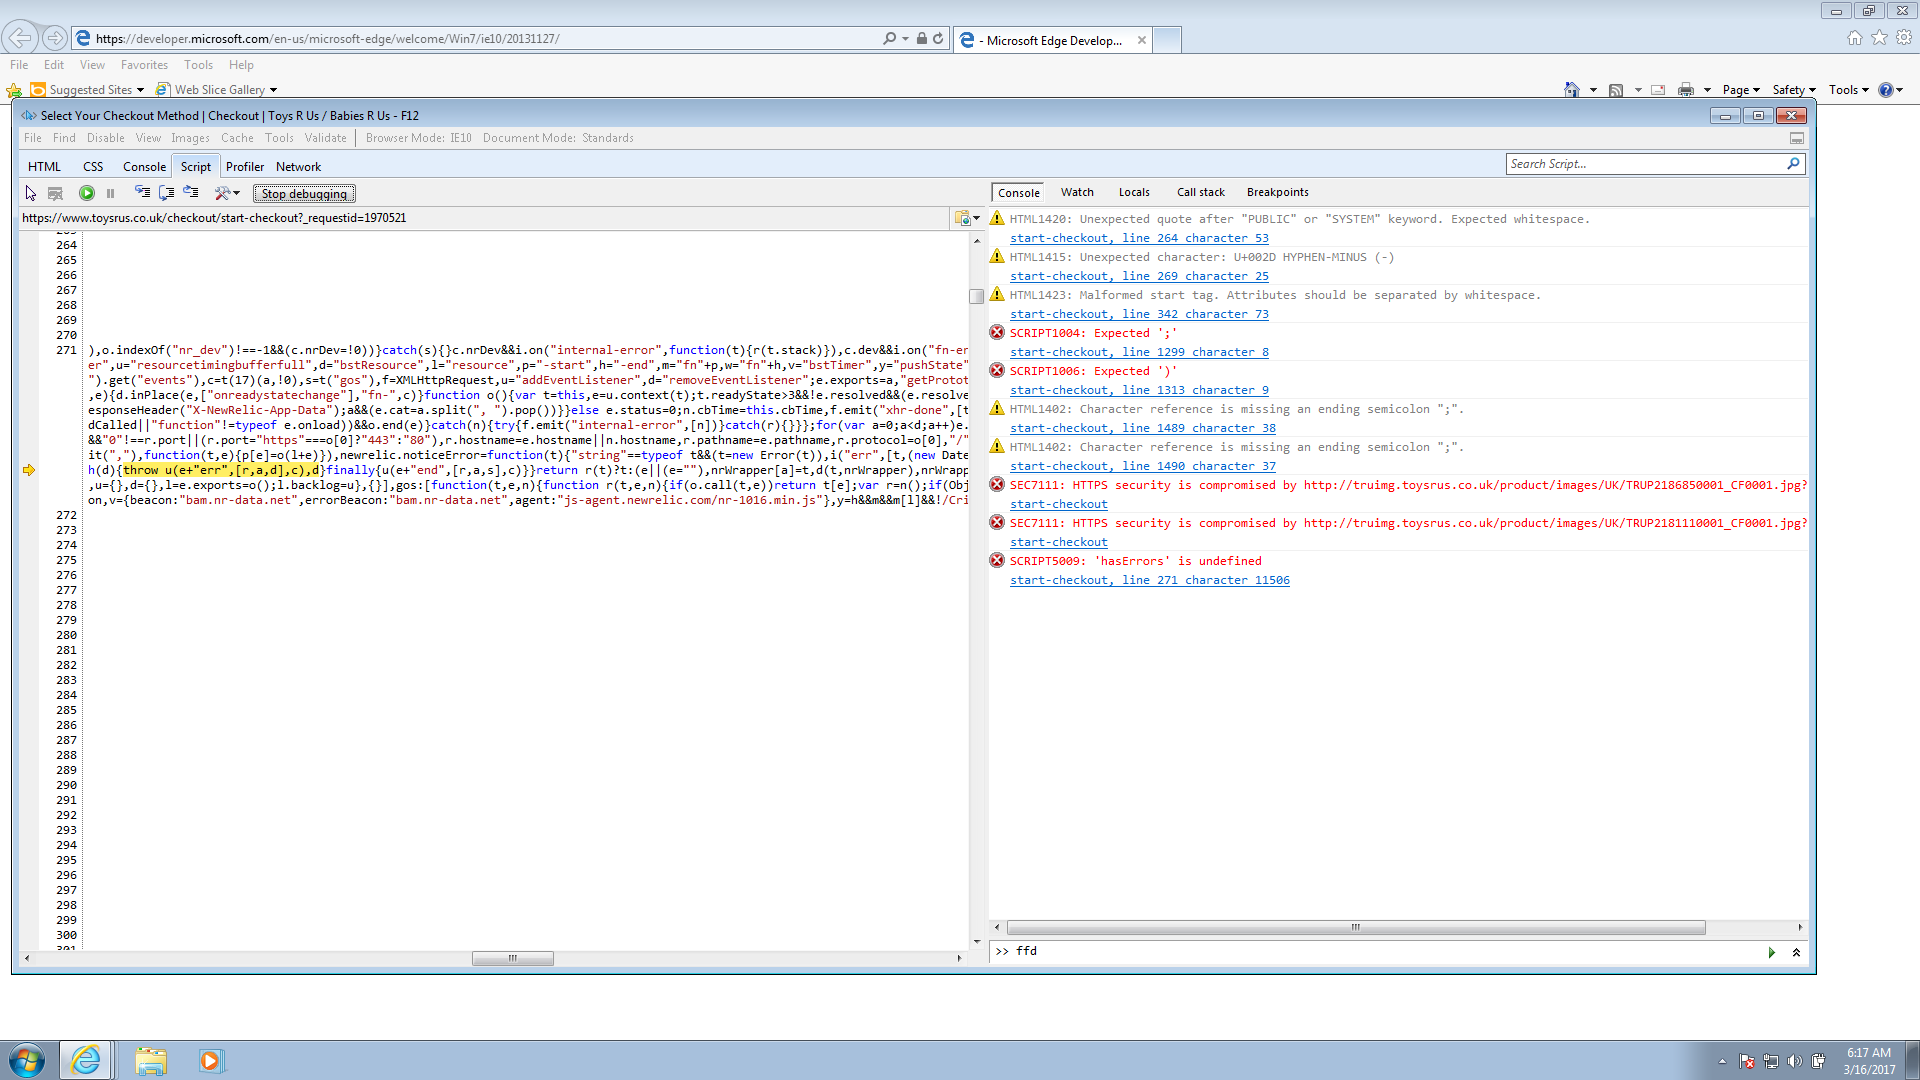 https://developer.microsoft.com/en-us/microsoft-edge/welcome/Win7/ie10/20131127/
- Microsoft Edge Develop...
File Edit View Favorites Tools Help
Suggested Sites Web Slice Gallery
Page Safety Tools
Select Your Checkout Method | Checkout | Toys R Us / Babies R Us - F12
File Find Disable View Images Cache Tools Validate Browser Mode: IE10 Document Mode: Standards
HTML CSS Console Script Profiler Network
Search Script...
Stop debugging
https://www.toysrus.co.uk/checkout/start-checkout?_requestid=1970521
264
265
266
267
268
269
270
271
),o.indexOf("nr_dev")!==-1&&(c.nrDev=!0))}catch(s){}c.nrDev&&i.on("internal-error",function(t){r(t.stack)}),c.dev&&i.on("fn-er
er",u="resourcetimingbufferfull",d="bstResource",l="resource",p="-start",h="-end",m="fn"+p,w="fn"+h,v="bstTimer",y="pushState"
").get("events"),c=t(17)(a,!0),s=t("gos"),f=XMLHttpRequest,u="addEventListener",d="removeEventListener";e.exports=a,"getProtot
,e){d.inPlace(e,["onreadystatechange"],"fn-",c)}function o(){var t=this,e=u.context(t);t.readyState>3&&!e.resolved&&(e.resolve
esponseHeader("X-NewRelic-App-Data");a&&(e.cat=a.split(", ").pop())}}else e.status=0;n.cbTime=this.cbTime,f.emit("xhr-done",[t
dCalled||"function"!=typeof e.onload))&&o.end(e)}catch(n){try{f.emit("internal-error",[n])}catch(r){}}};for(var a=0;a<d;a++)e.
&&"0"!==r.port||(r.port="https"===o[0]?"443":"80"),r.hostname=e.hostname||n.hostname,r.pathname=e.pathname,r.protocol=o[0],"/"
it(","),function(t,e){p[e]=o(l+e)}),newrelic.noticeError=function(t){"string"==typeof t&&(t=new Error(t)),i("err",[t,(new Date
h(d){throw u(e+"err",[r,a,d],c),d}finally{u(e+"end",[r,a,s],c)}}return r(t)?t:(e||(e=""),nrWrapper[a]=t,d(t,nrWrapper),nrWrapp
,u={},d={},l=e.exports=o();l.backlog=u},{}],gos:[function(t,e,n){function r(t,e,n){if(o.call(t,e))return t[e];var r=n();if(Obj
on,v={beacon:"bam.nr-data.net",errorBeacon:"bam.nr-data.net",agent:"js-agent.newrelic.com/nr-1016.min.js"},y=h&&m&&m[l]&&!/Cri
272
273
274
275
276
277
278
279
280
281
282
283
284
285
286
287
288
289
290
291
292
293
294
295
296
297
298
299
300
Console Watch Locals Call stack Breakpoints
HTML1420: Unexpected quote after "PUBLIC" or "SYSTEM" keyword. Expected whitespace.
start-checkout, line 264 character 53
HTML1415: Unexpected character: U+002D HYPHEN-MINUS (-)
start-checkout, line 269 character 25
HTML1423: Malformed start tag. Attributes should be separated by whitespace.
start-checkout, line 342 character 73
SCRIPT1004: Expected ';'
start-checkout, line 1299 character 8
SCRIPT1006: Expected ')'
start-checkout, line 1313 character 9
HTML1402: Character reference is missing an ending semicolon ";".
start-checkout, line 1489 character 38
HTML1402: Character reference is missing an ending semicolon ";".
start-checkout, line 1490 character 37
SEC7111: HTTPS security is compromised by http://truimg.toysrus.co.uk/product/images/UK/TRUP2186850001_CF0001.jpg?
start-checkout
SEC7111: HTTPS security is compromised by http://truimg.toysrus.co.uk/product/images/UK/TRUP2181110001_CF0001.jpg?
start-checkout
SCRIPT5009: 'hasErrors' is undefined
start-checkout, line 271 character 11506
>> ffd
6:17 AM
3/16/2017